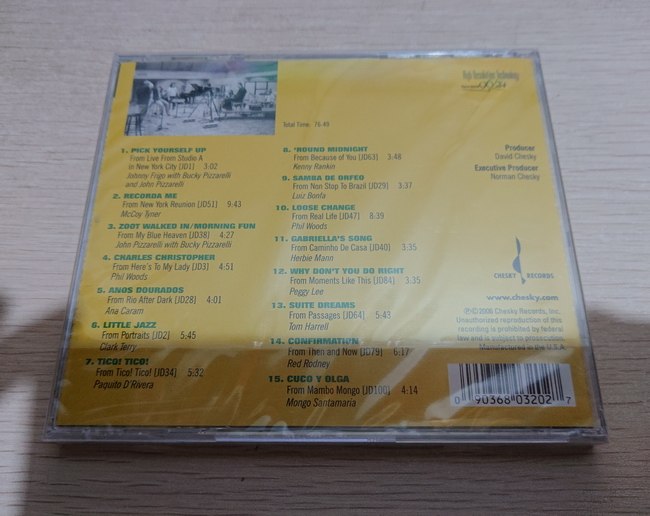 High Resolution Technology
Total Time: 76:49
1. PICK YOURSELF UP
From Live From Studio A
in New York City [JD1] 3:02
Johnny Frigo with Bucky Pizzarelli
and John Pizzarelli
2. RECORDA ME
From New York Reunion [JD51] 9:43
McCoy Tyner
3. ZOOT WALKED IN/MORNING FUN
From My Blue Heaven [JD38] 4:27
John Pizzarelli with Bucky Pizzarelli
4. CHARLES CHRISTOPHER
From Here's To My Lady [JD3] 4:51
Phil Woods
5. ANOS DOURADOS
From Rio After Dark [JD28] 4:01
Ana Caram
6. LITTLE JAZZ
From Portraits [JD2] 5:45
Clark Terry
7. TICO! TICO!
From Tico! Tico! [JD34] 5:32
Paquito D'Rivera
8. 'ROUND MIDNIGHT
From Because of You [JD63] 3:48
Kenny Rankin
9. SAMBA DE ORFEO
From Non Stop To Brazil [JD29] 3:37
Luiz Bonfa
10. LOOSE CHANGE
From Real Life [JD47] 8:39
Phil Woods
11. GABRIELLA'S SONG
From Caminho De Casa [JD40] 3:35
Herbie Mann
12. WHY DON'T YOU DO RIGHT
From Moments Like This [JD84] 3:35
Peggy Lee
13. SUITE DREAMS
From Passages [JD64] 5:43
Tom Harrell
14. CONFIRMATION
From Then and Now [JD79] 6:17
Red Rodney
15. CUCO Y OLGA
From Mambo Mongo [JD100] 4:14
Mongo Santamaria
Producer
David Chesky
Executive Producer
Norman Chesky
CHESKY RECORDS
www.chesky.com
℗© 2006 Chesky Records, Inc.
Unauthorized reproduction of this
recording is prohibited by federal
law and is subject to prosecution.
Manufactured in the U.S.A.
0 90368 03202 7